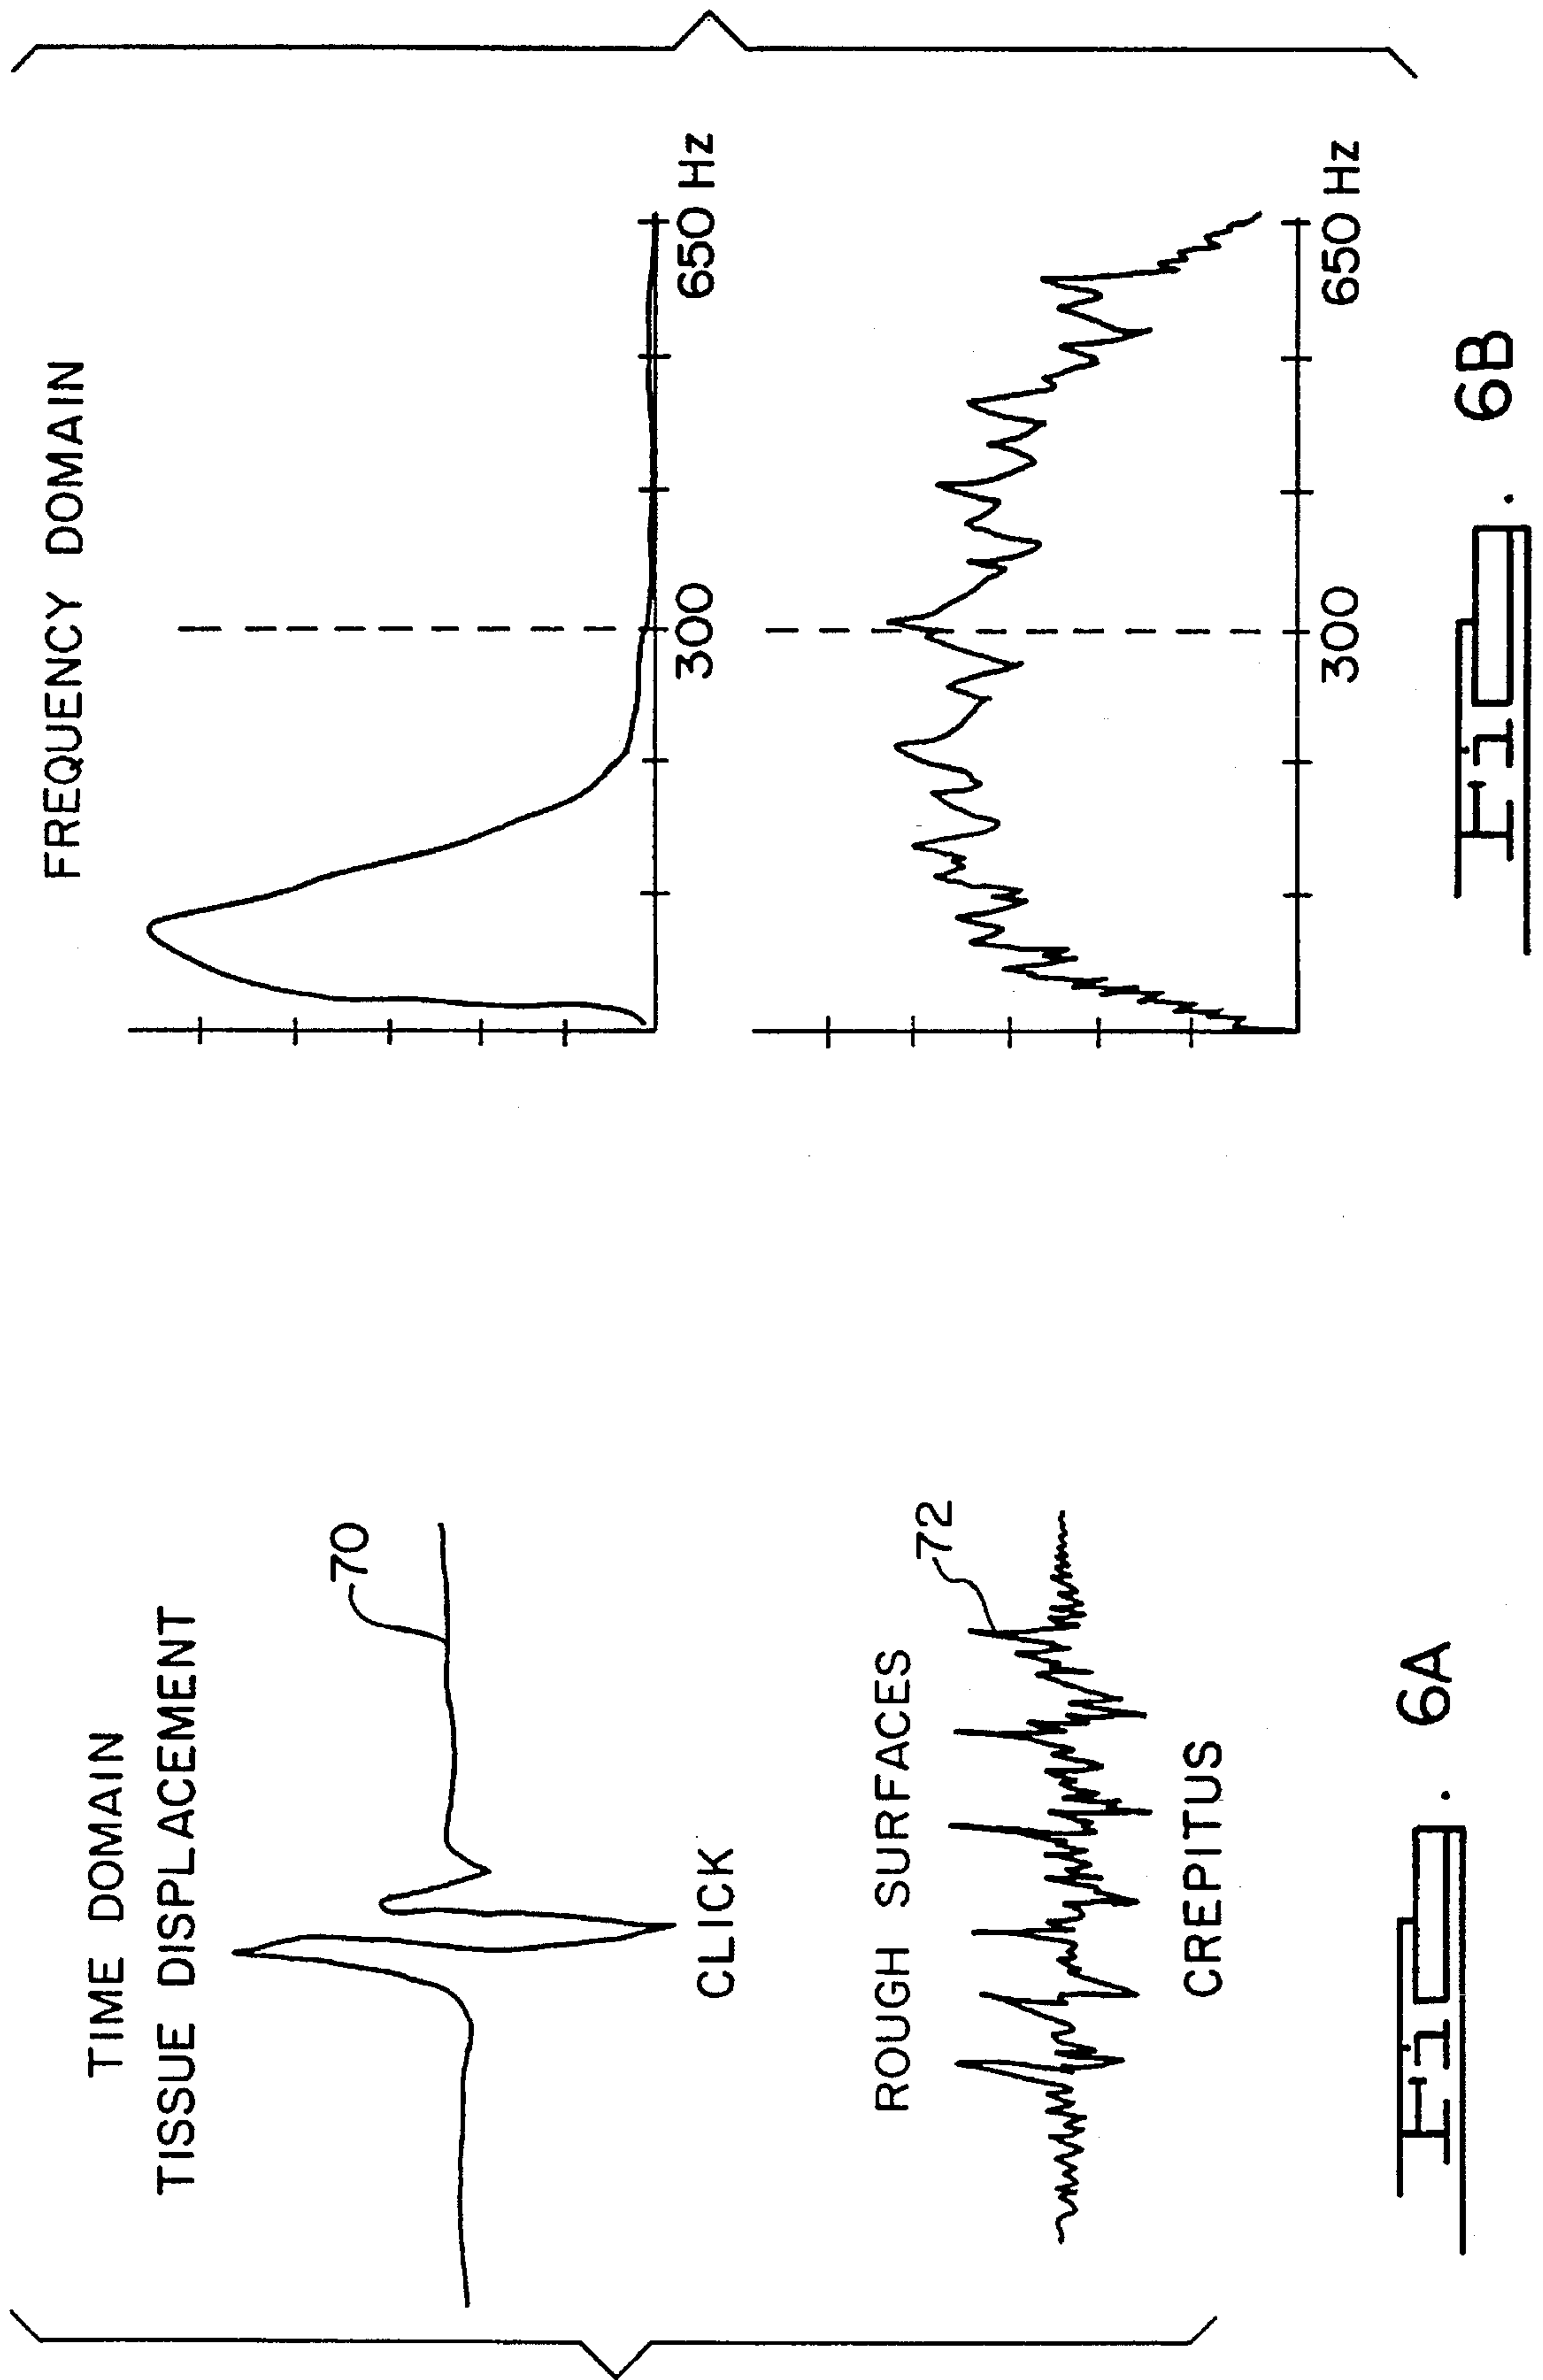 TIME DOMAIN
TISSUE DISPLACEMENT
70
CLICK
ROUGH SURFACES
72
CREPITUS
Fig. 6A
FREQUENCY DOMAIN
300
650 Hz
300
650 Hz
Fig. 6B